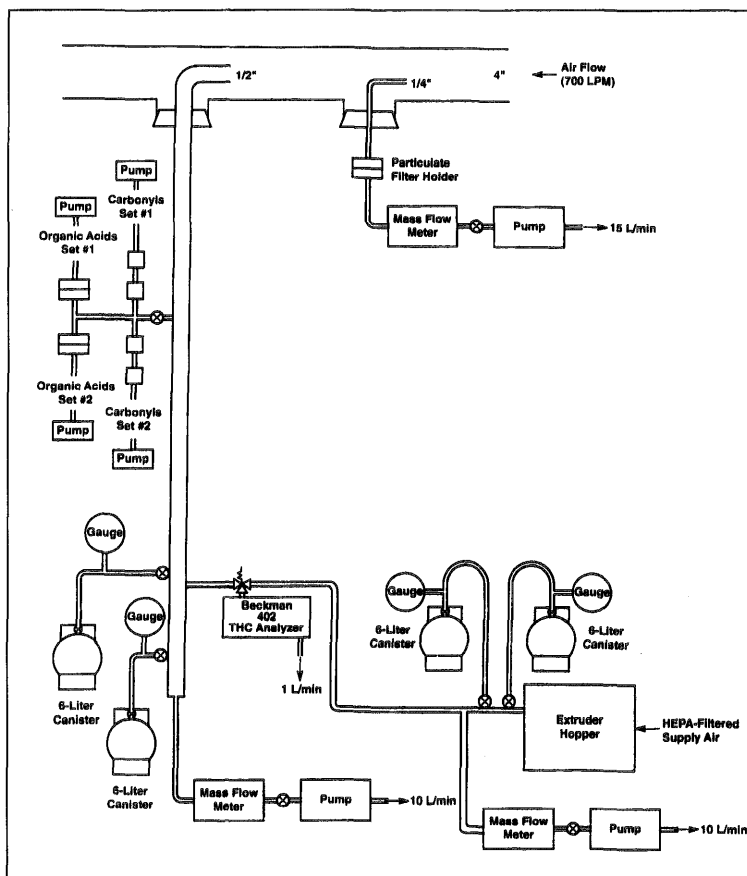 1/2"
1/4"
4"
Air Flow
(700 LPM)
Particulate
Filter Holder
Mass Flow
Meter
Pump
15 L/min
Pump
Carbonyls
Set #1
Pump
Organic Acids
Set #1
Organic Acids
Set #2
Pump
Carbonyls
Set #2
Pump
Gauge
Gauge
6-Liter
Canister
6-Liter
Canister
Beckman
402
THC Analyzer
1 L/min
Gauge
Gauge
6-Liter
Canister
6-Liter
Canister
Extruder
Hopper
HEPA-Filtered
Supply Air
Mass Flow
Meter
Pump
10 L/min
Mass Flow
Meter
Pump
10 L/min